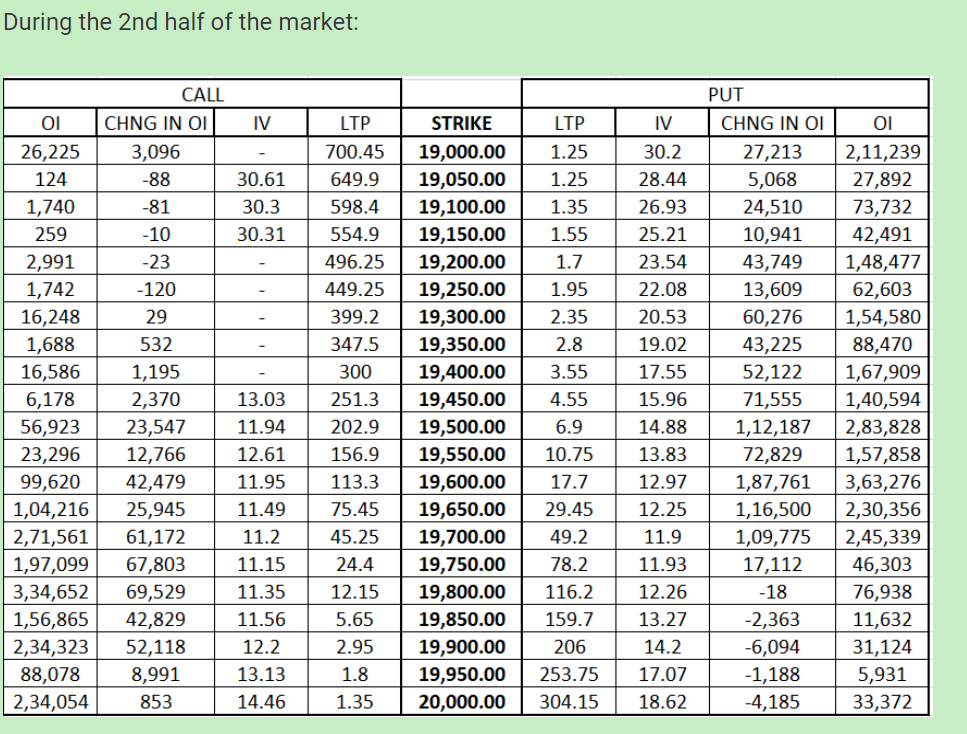 During the 2nd half of the market:
CALL PUT
OI CHNG IN OI IV LTP STRIKE LTP IV CHNG IN OI OI
26,225 3,096 - 700.45 19,000.00 1.25 30.2 27,213 2,11,239
124 -88 30.61 649.9 19,050.00 1.25 28.44 5,068 27,892
1,740 -81 30.3 598.4 19,100.00 1.35 26.93 24,510 73,732
259 -10 30.31 554.9 19,150.00 1.55 25.21 10,941 42,491
2,991 -23 - 496.25 19,200.00 1.7 23.54 43,749 1,48,477
1,742 -120 - 449.25 19,250.00 1.95 22.08 13,609 62,603
16,248 29 - 399.2 19,300.00 2.35 20.53 60,276 1,54,580
1,688 532 - 347.5 19,350.00 2.8 19.02 43,225 88,470
16,586 1,195 - 300 19,400.00 3.55 17.55 52,122 1,67,909
6,178 2,370 13.03 251.3 19,450.00 4.55 15.96 71,555 1,40,594
56,923 23,547 11.94 202.9 19,500.00 6.9 14.88 1,12,187 2,83,828
23,296 12,766 12.61 156.9 19,550.00 10.75 13.83 72,829 1,57,858
99,620 42,479 11.95 113.3 19,600.00 17.7 12.97 1,87,761 3,63,276
1,04,216 25,945 11.49 75.45 19,650.00 29.45 12.25 1,16,500 2,30,356
2,71,561 61,172 11.2 45.25 19,700.00 49.2 11.9 1,09,775 2,45,339
1,97,099 67,803 11.15 24.4 19,750.00 78.2 11.93 17,112 46,303
3,34,652 69,529 11.35 12.15 19,800.00 116.2 12.26 -18 76,938
1,56,865 42,829 11.56 5.65 19,850.00 159.7 13.27 -2,363 11,632
2,34,323 52,118 12.2 2.95 19,900.00 206 14.2 -6,094 31,124
88,078 8,991 13.13 1.8 19,950.00 253.75 17.07 -1,188 5,931
2,34,054 853 14.46 1.35 20,000.00 304.15 18.62 -4,185 33,372